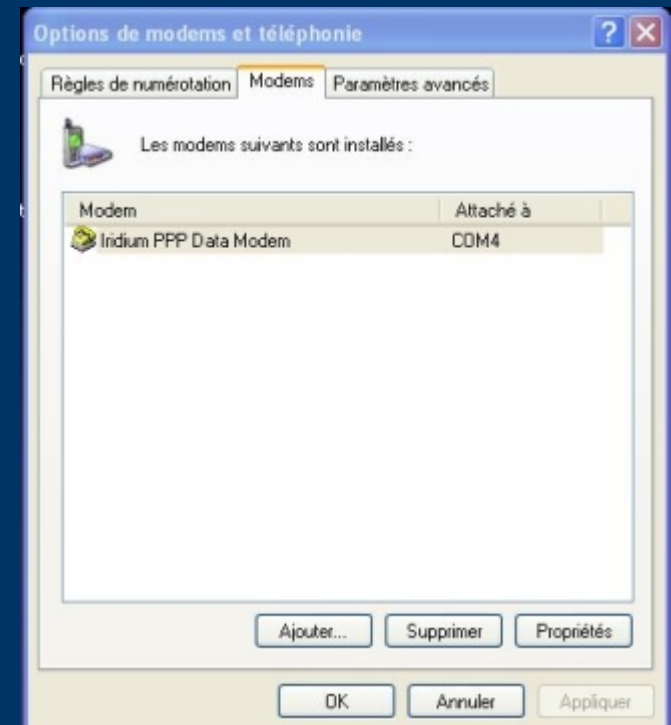 Options de modems et téléphonie
Règles de numérotation Modems Paramètres avancés
Les modems suivants sont installés :
Modem Attaché à
Iridium PPP Data Modem COM4
Ajouter... Supprimer Propriétés
OK Annuler Appliquer